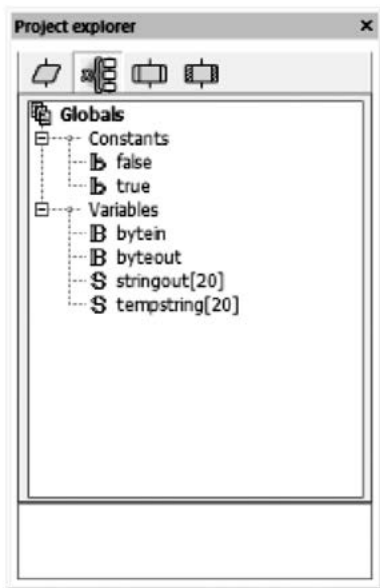 Project explorer
Globals
Constants
false
true
Variables
B bytein
B byteout
S stringout[20]
S tempstring[20]